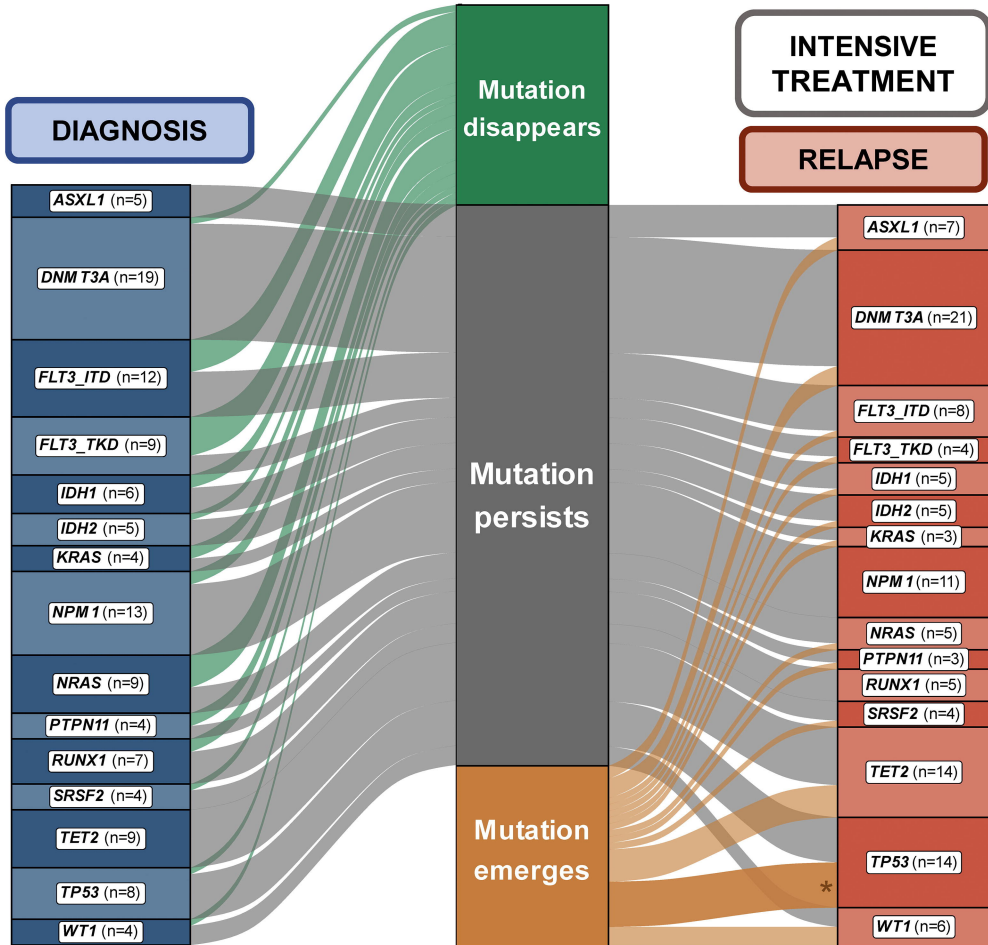 DIAGNOSIS
ASXL1 (n=5)
DNMT3A (n=19)
FLT3_ITD (n=12)
FLT3_TKD (n=9)
IDH1 (n=6)
IDH2 (n=5)
KRAS (n=4)
NPM1 (n=13)
NRAS (n=9)
PTPN11 (n=4)
RUNX1 (n=7)
SRSF2 (n=4)
TET2 (n=9)
TP53 (n=8)
WT1 (n=4)
Mutation
disappears
Mutation
persists
Mutation
emerges
INTENSIVE
TREATMENT
RELAPSE
ASXL1 (n=7)
DNMT3A (n=21)
FLT3_ITD (n=8)
FLT3_TKD (n=4)
IDH1 (n=5)
IDH2 (n=5)
KRAS (n=3)
NPM1 (n=11)
NRAS (n=5)
PTPN11 (n=3)
RUNX1 (n=5)
SRSF2 (n=4)
TET2 (n=14)
* TP53 (n=14)
WT1 (n=6)